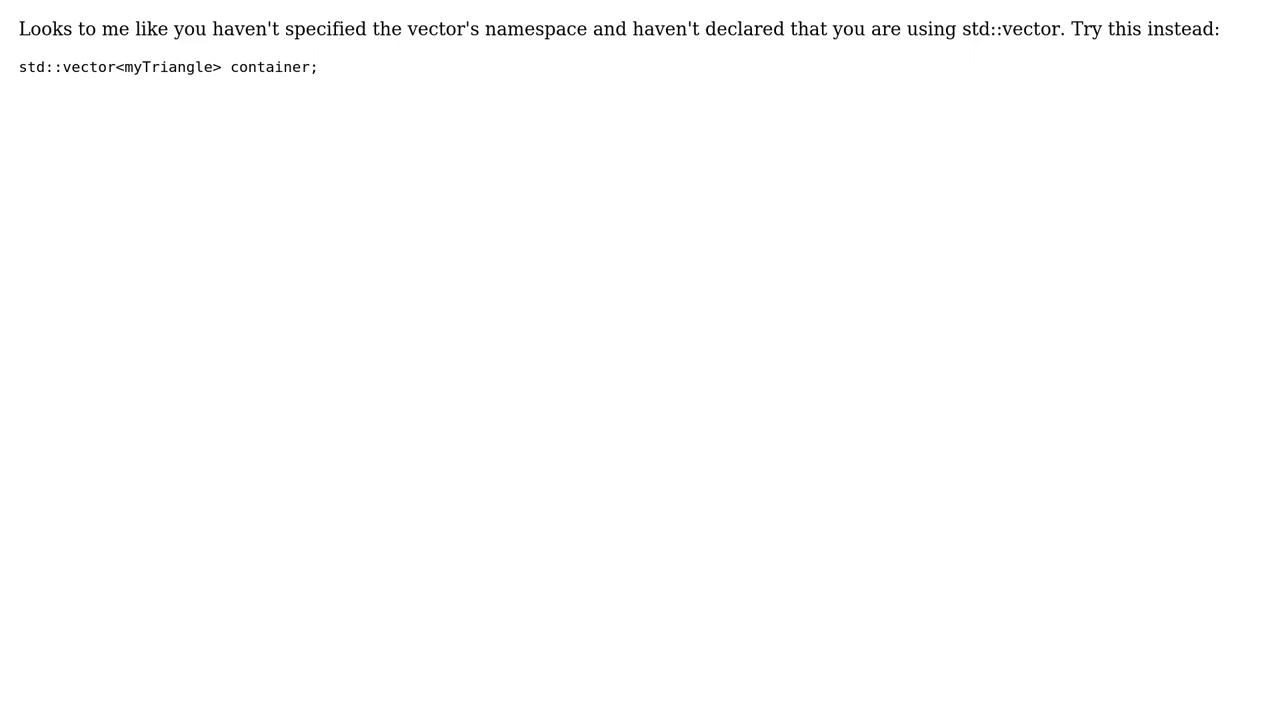 Looks to me like you haven't specified the vector's namespace and haven't declared that you are using std::vector. Try this instead:
std::vector<myTriangle> container;